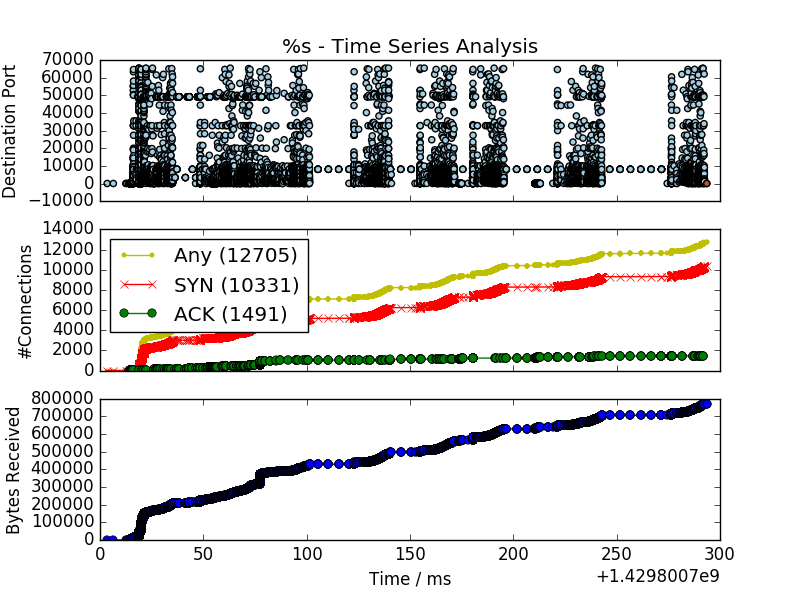 %s - Time Series Analysis
70000
60000
50000
40000
30000
20000
10000
0
−10000
Destination Port
14000
12000
10000
8000
6000
4000
2000
0
#Connections
Any (12705)
SYN (10331)
ACK (1491)
800000
700000
600000
500000
400000
300000
200000
100000
0
Bytes Received
0 50 100 150 200 250 300
Time / ms
+1.4298007e9